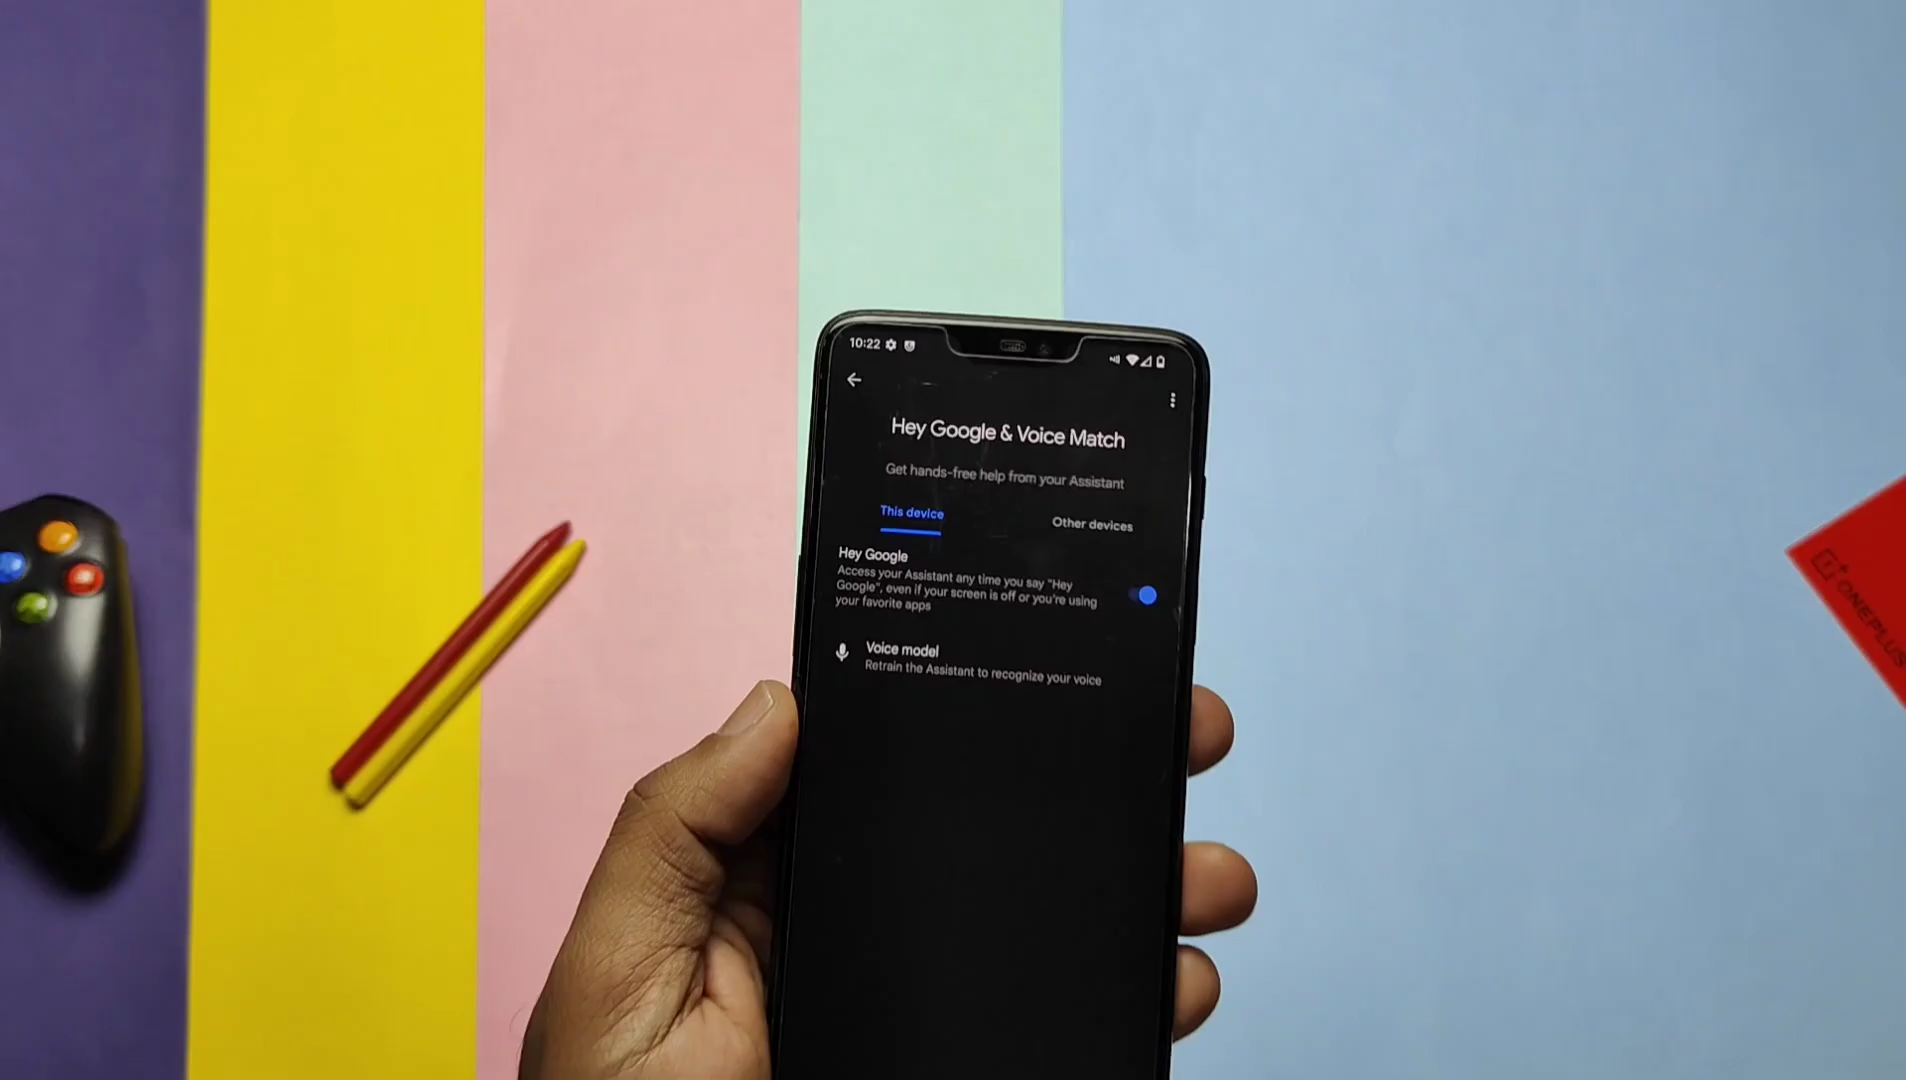 10:22
Hey Google & Voice Match
Get hands-free help from your Assistant
This device
Other devices
Hey Google
Access your Assistant any time you say "Hey
Google", even if your screen is off or you're using
your favorite apps
Voice model
Retrain the Assistant to recognize your voice
ONEPLUS